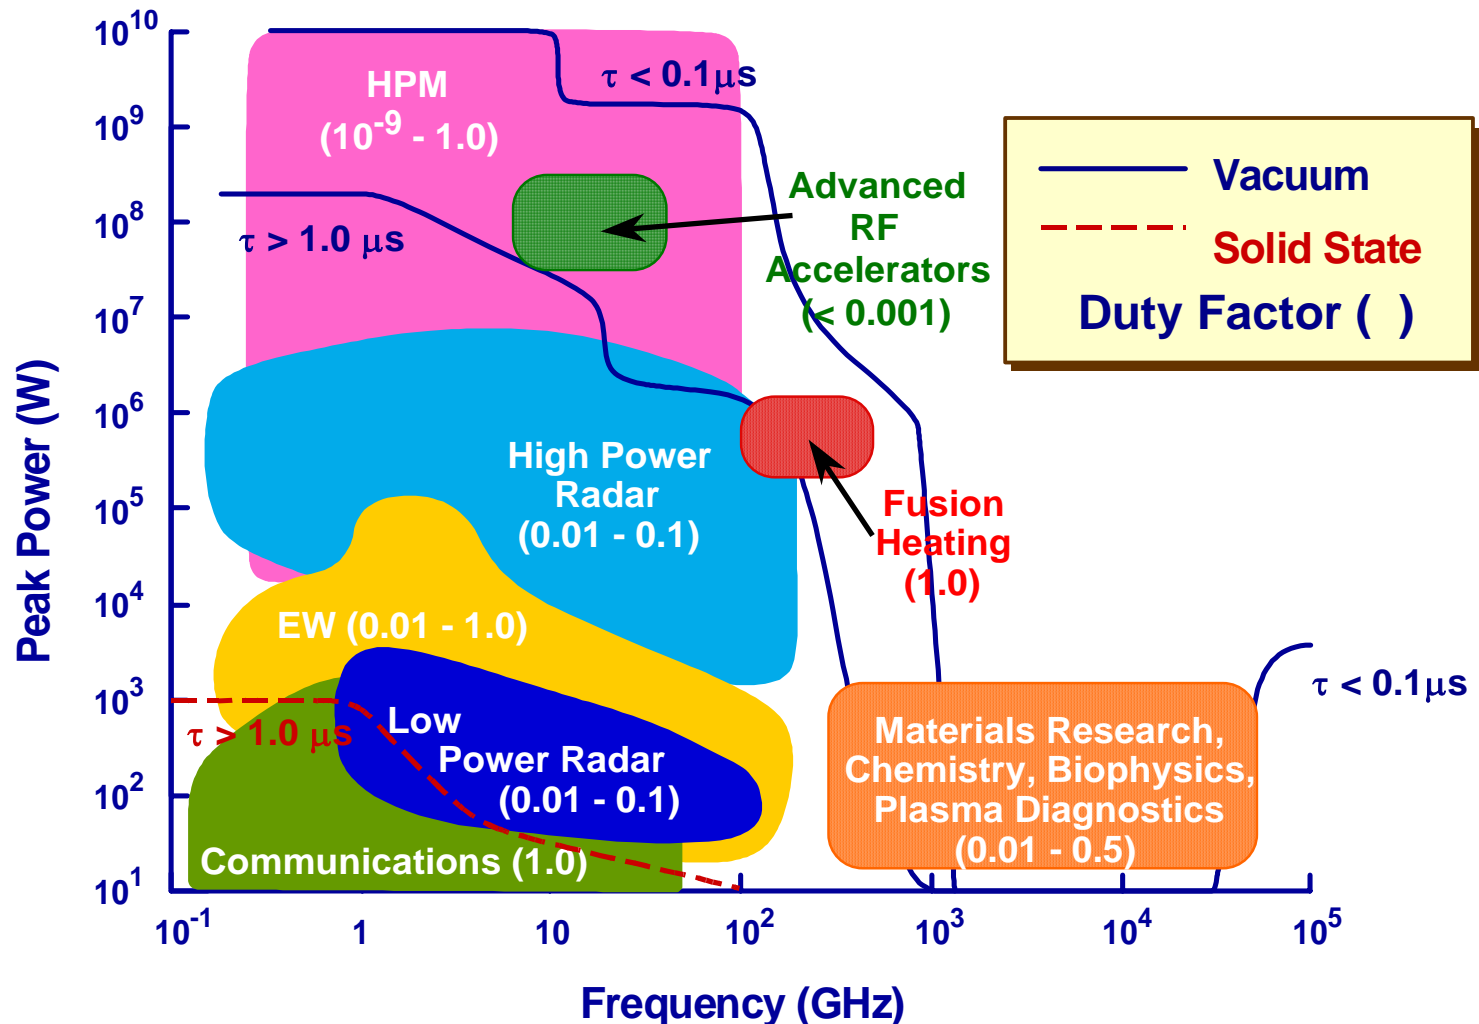 Peak Power (W)
10^10
10^9
10^8
10^7
10^6
10^5
10^4
10^3
10^2
10^1
HPM
(10^-9 - 1.0)
τ < 0.1μs
τ > 1.0 μs
Advanced
RF
Accelerators
(< 0.001)
Vacuum
Solid State
Duty Factor ( )
High Power
Radar
(0.01 - 0.1)
Fusion
Heating
(1.0)
EW (0.01 - 1.0)
τ > 1.0 μs
Low
Power Radar
(0.01 - 0.1)
Communications (1.0)
Materials Research,
Chemistry, Biophysics,
Plasma Diagnostics
(0.01 - 0.5)
τ < 0.1μs
10^-1
1
10
10^2
10^3
10^4
10^5
Frequency (GHz)